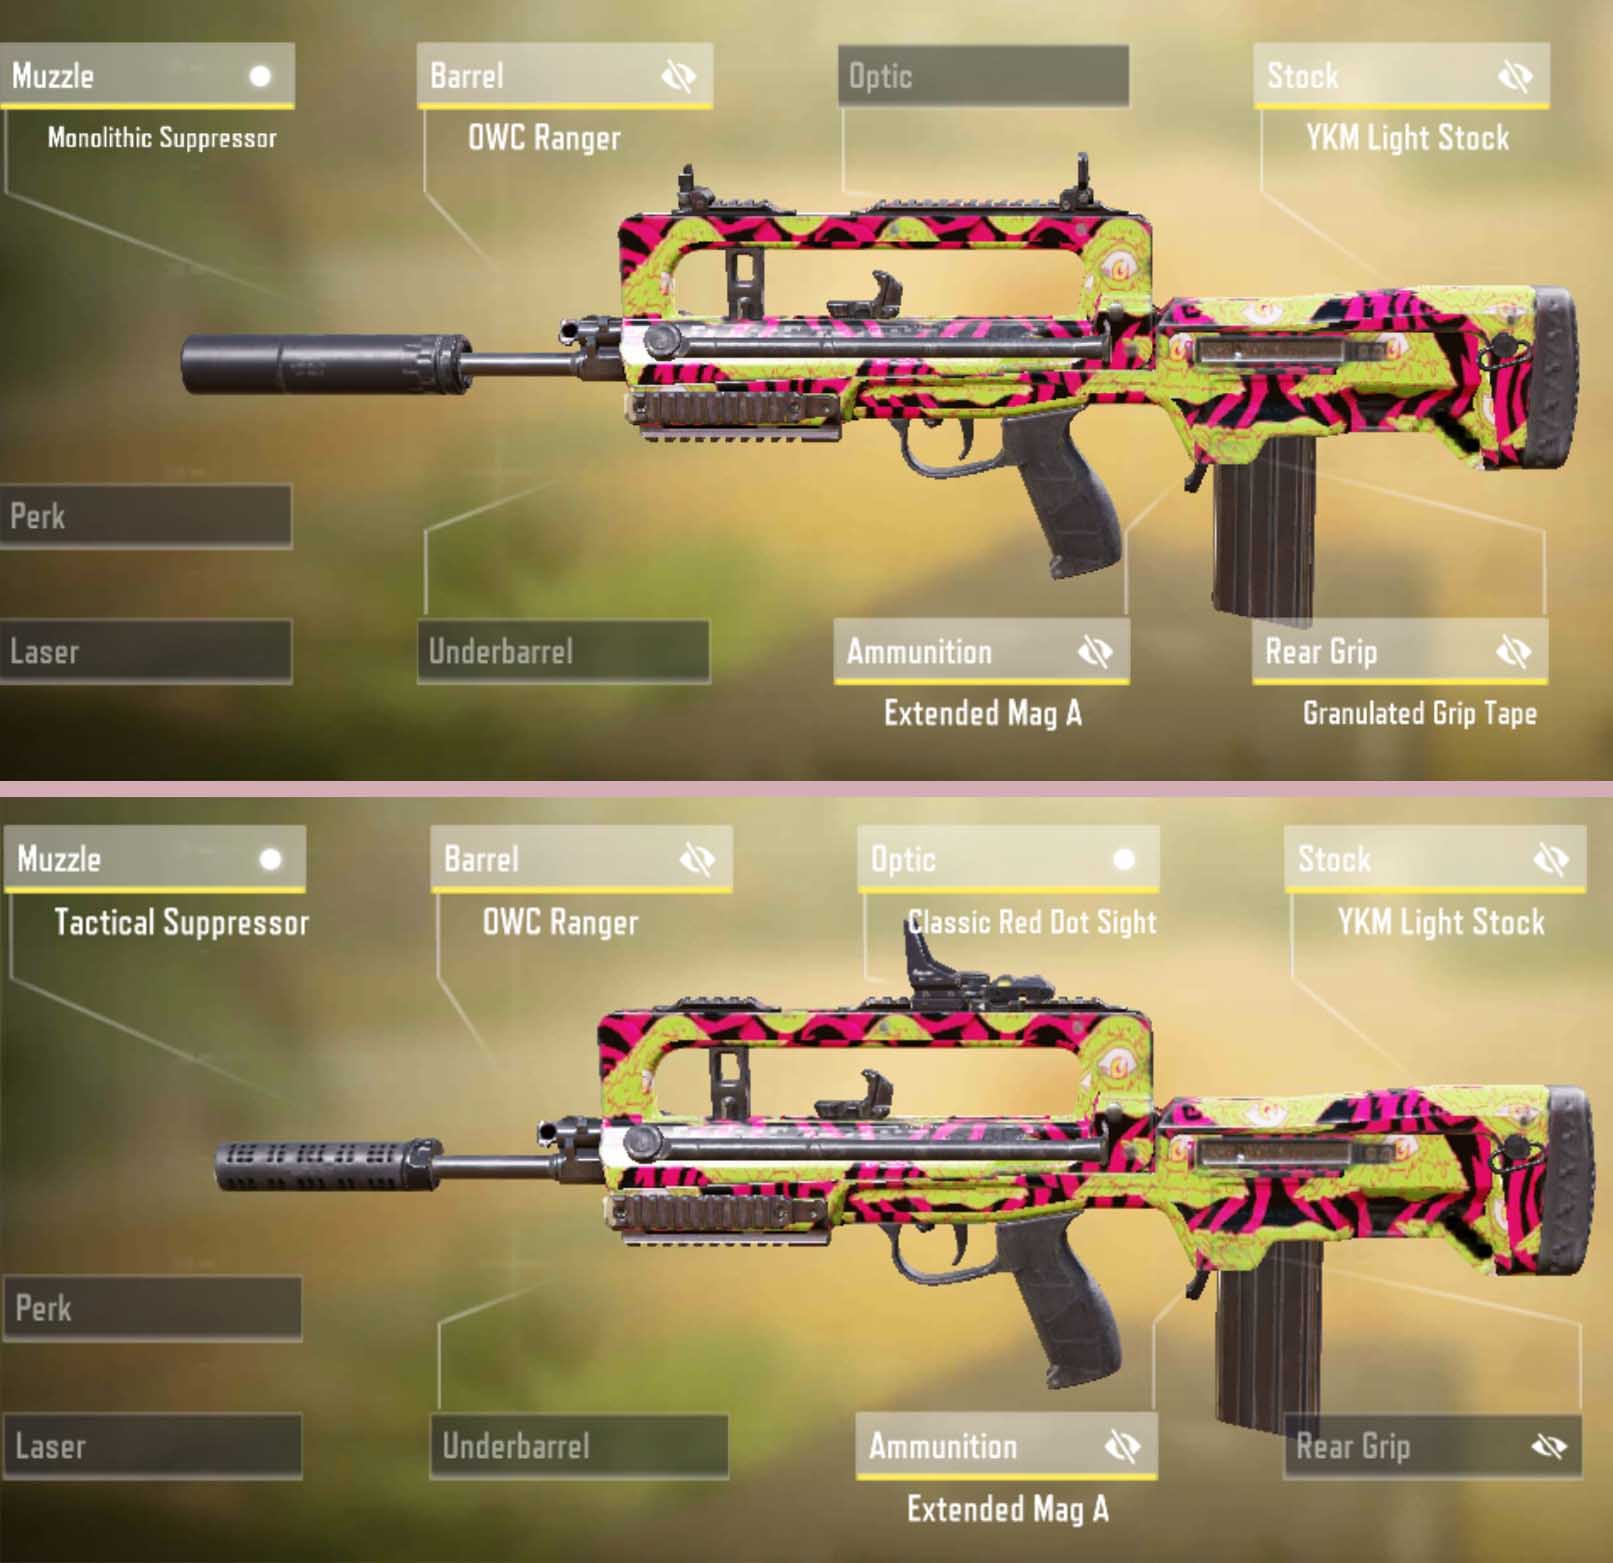 Muzzle
Barrel
Optic
Stock
Monolithic Suppressor
OWC Ranger
YKM Light Stock
Perk
Laser
Underbarrel
Ammunition
Rear Grip
Extended Mag A
Granulated Grip Tape
Muzzle
Barrel
Optic
Stock
Tactical Suppressor
OWC Ranger
Classic Red Dot Sight
YKM Light Stock
Perk
Laser
Underbarrel
Ammunition
Rear Grip
Extended Mag A